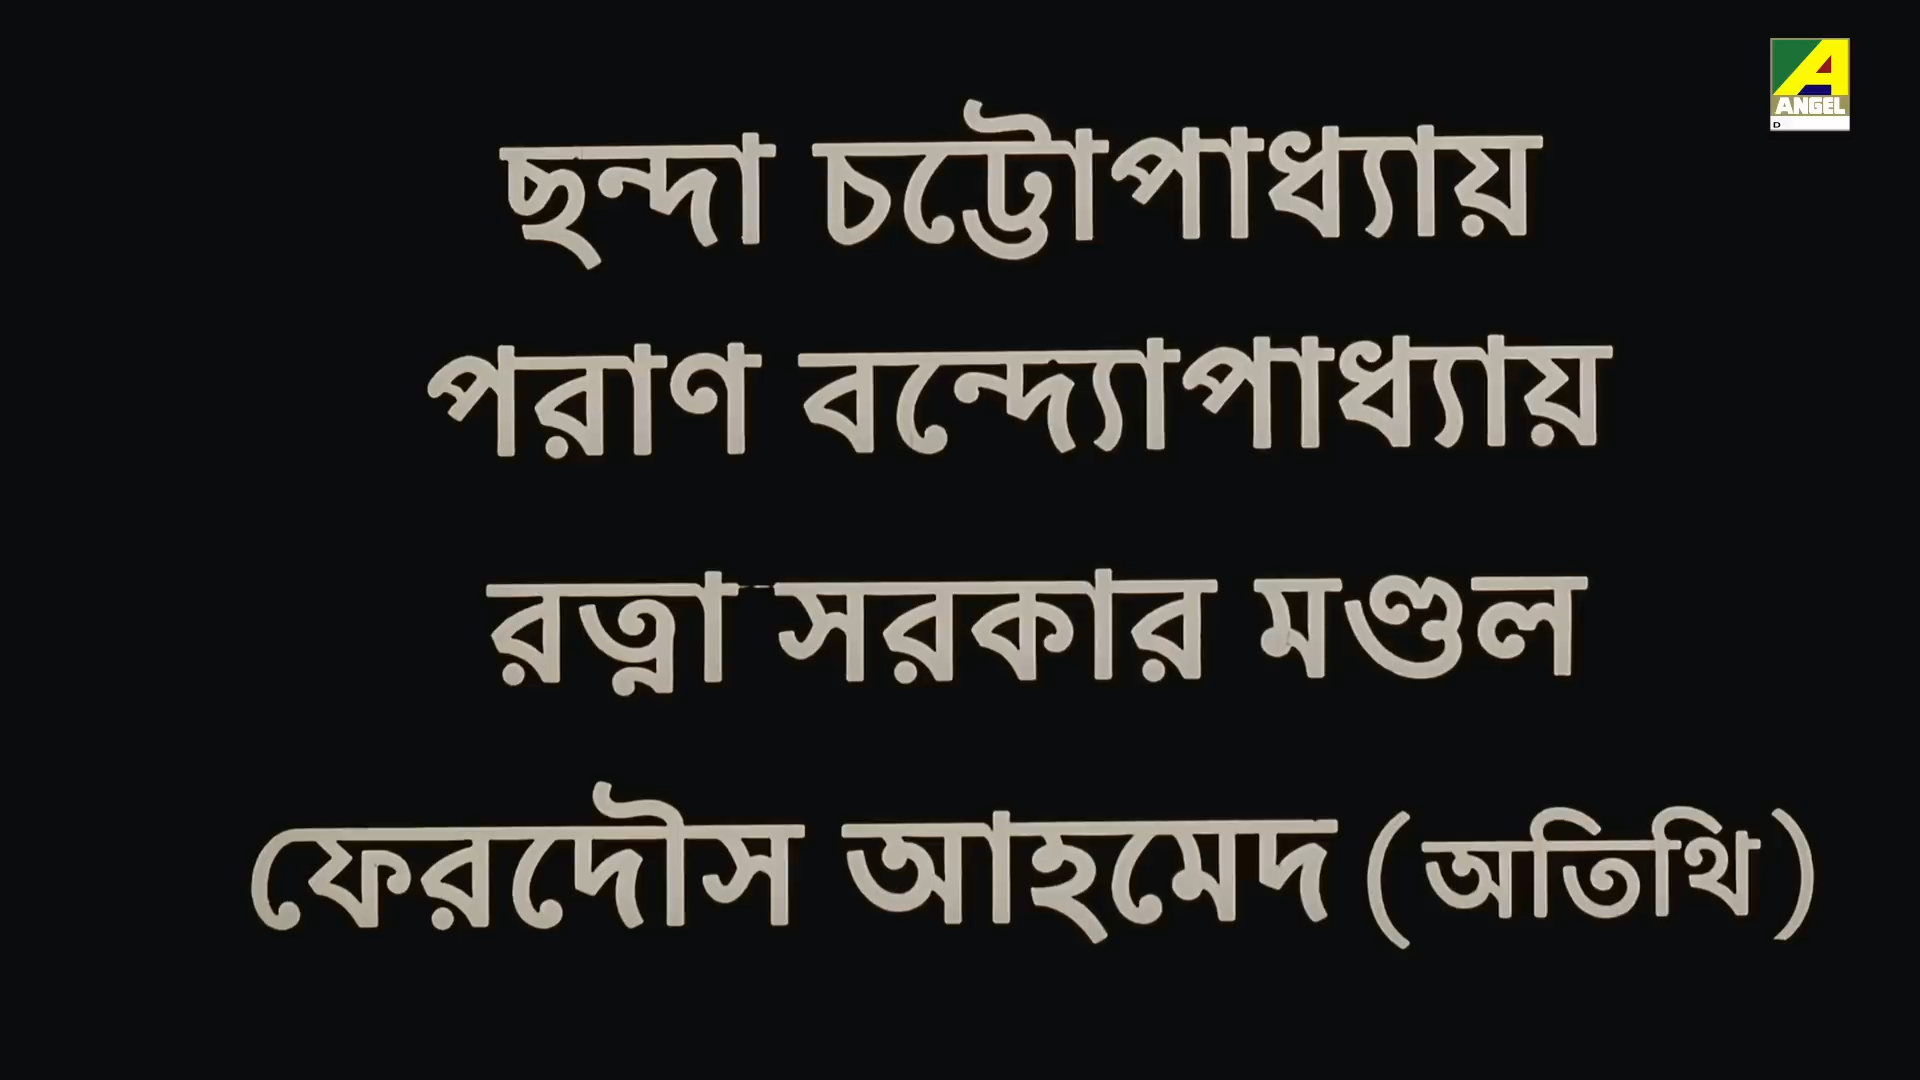 ছন্দা চট্টোপাধ্যায়
পরাণ বন্দ্যোপাধ্যায়
রত্না সরকার মণ্ডল
ফেরদৌস আহমেদ (অতিথি)
ANGEL
D